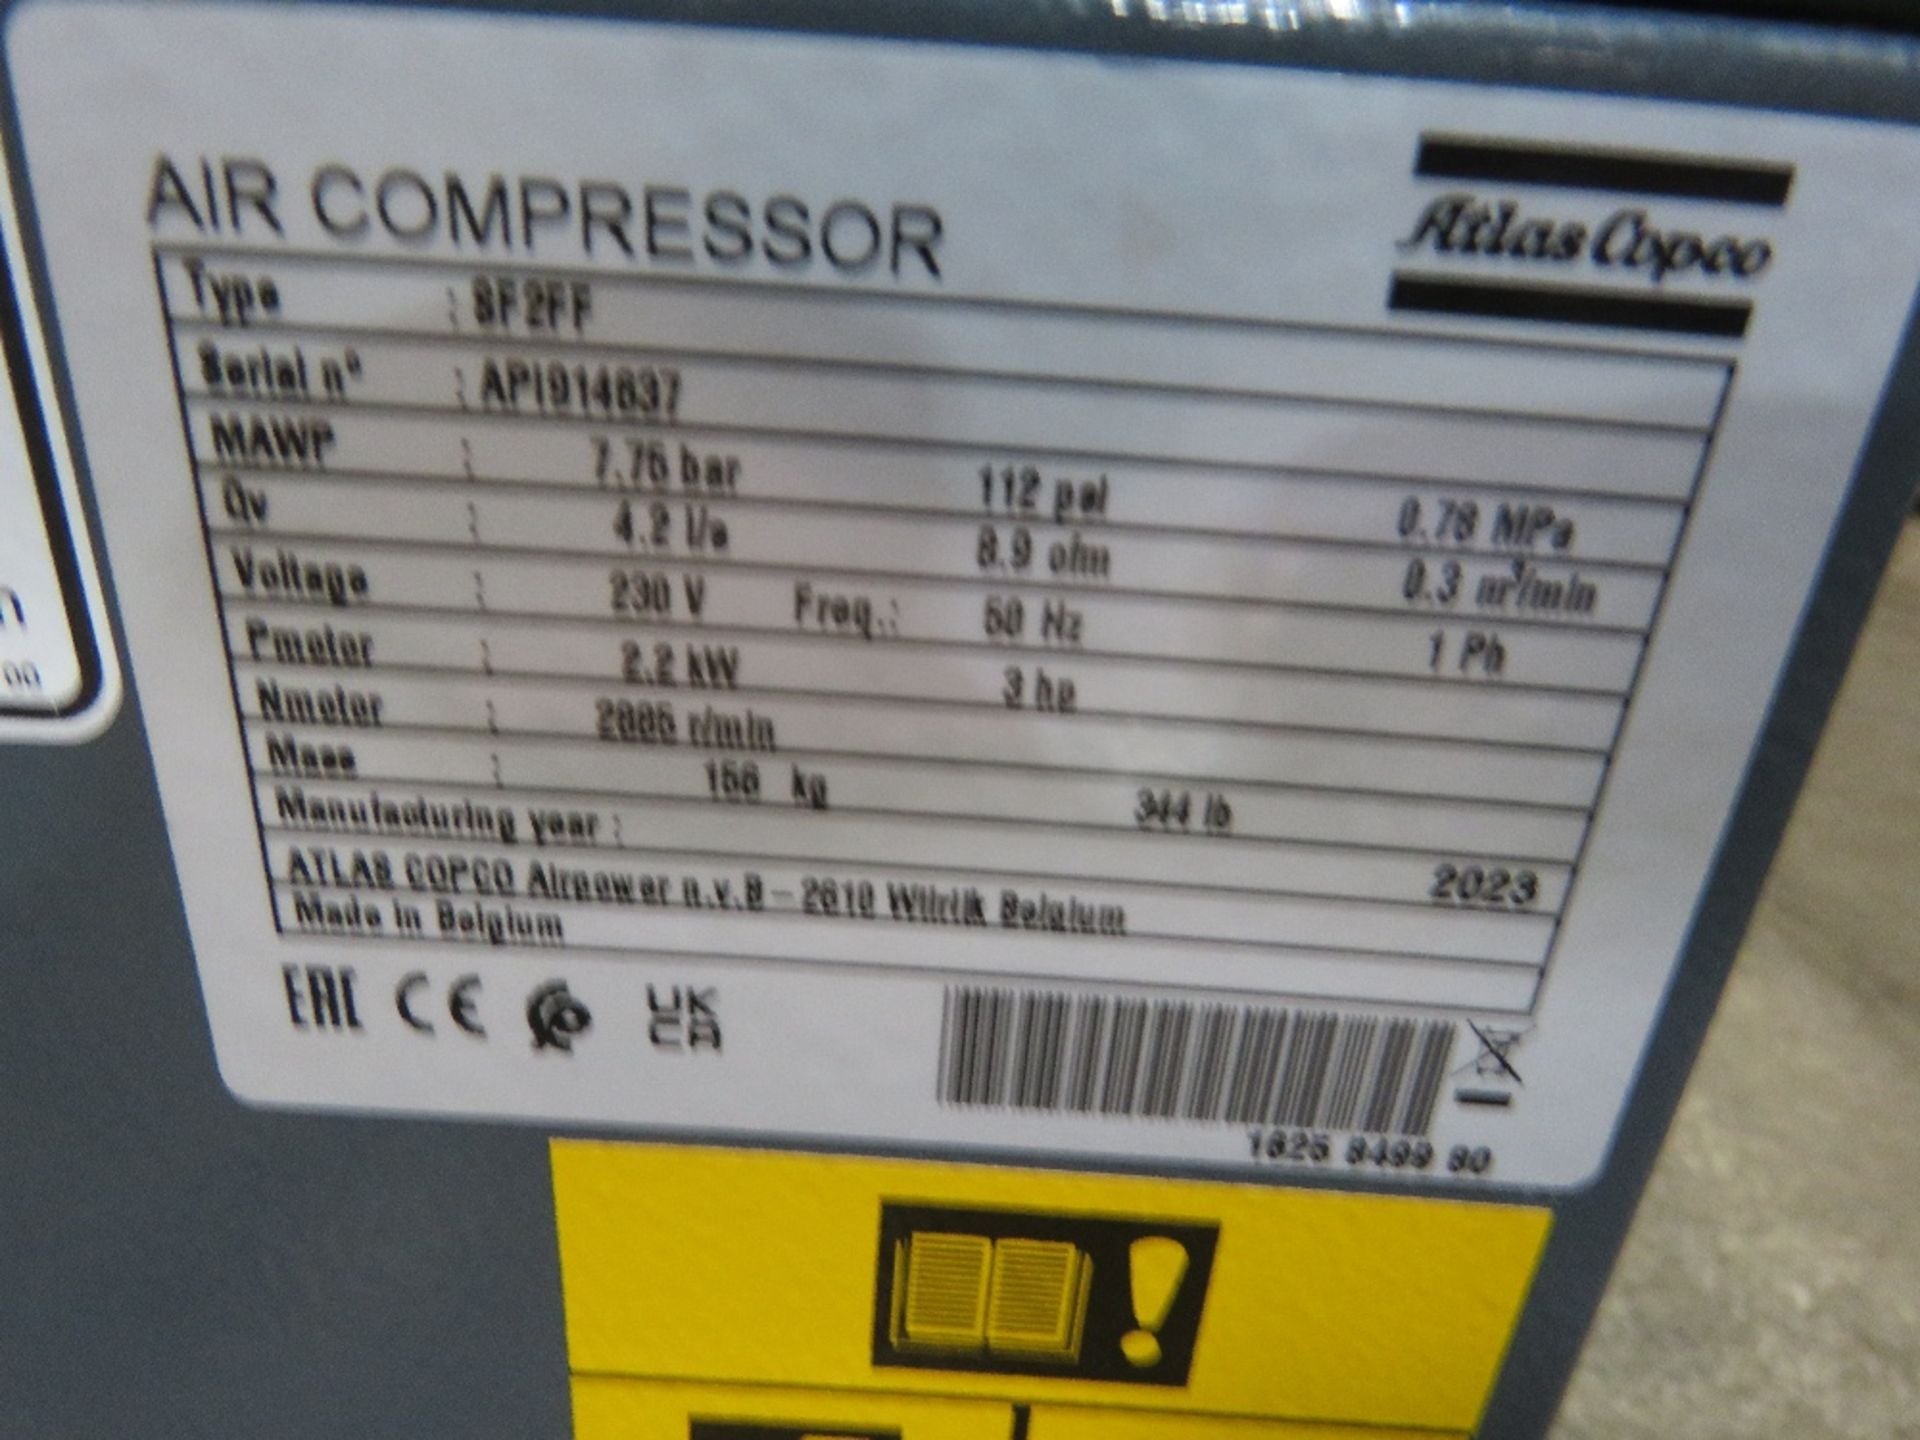 AIR COMPRESSOR
Atlas Copco
Type : SF2FF
Serial n° : API914637
MAWP : 7.75 bar 112 psi 0.78 MPa
Qv : 4.2 l/s 8.9 cfm 0.3 m³/min
Voltage : 230 V Freq.: 50 Hz 1 Ph
Pmotor : 2.2 kW 3 hp
Nmotor : r/min
Mass : 156 kg 344 lb
Manufacturing year : 2023
ATLAS COPCO Airpower n.v. B - 2610 Wilrijk Belgium
Made in Belgium
EAC CE UK
CA
1625 8499 80
n
00